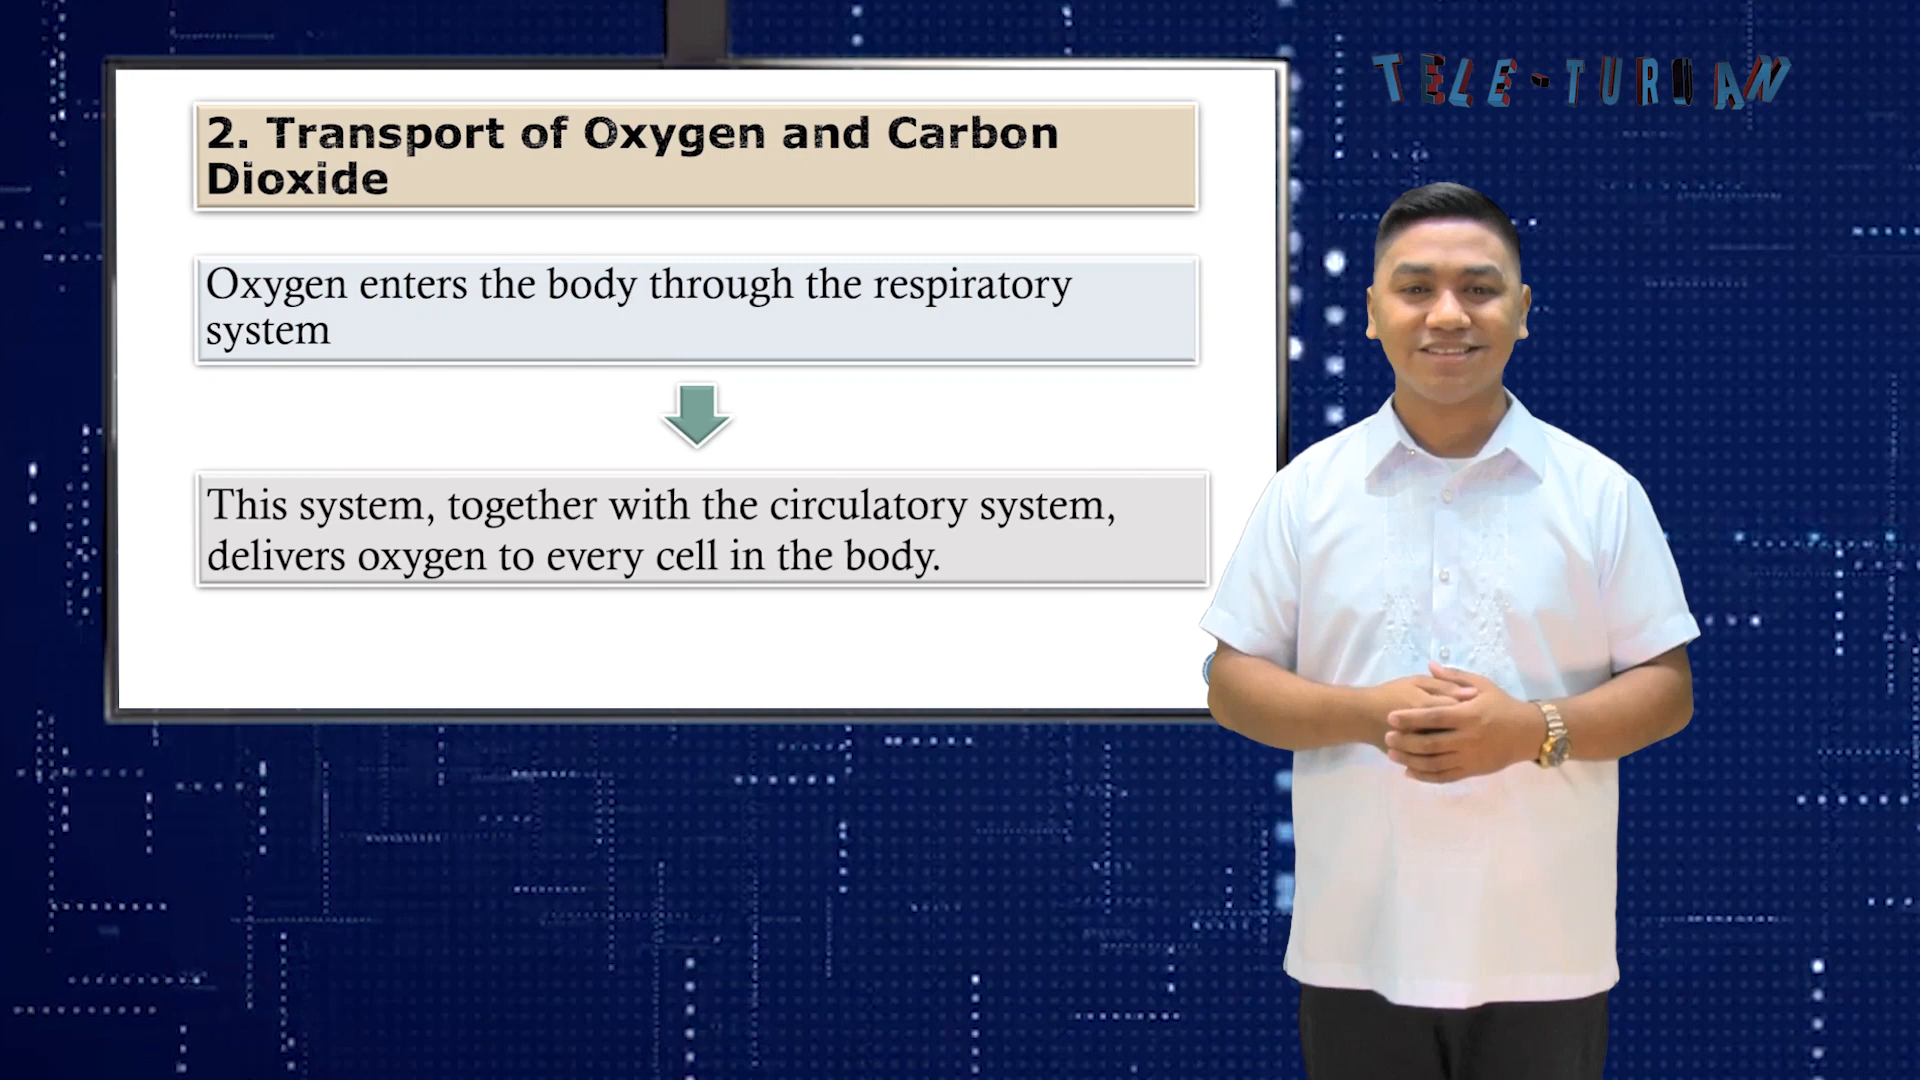 TELE-TURUAN
2. Transport of Oxygen and Carbon
Dioxide
Oxygen enters the body through the respiratory
system
This system, together with the circulatory system,
delivers oxygen to every cell in the body.